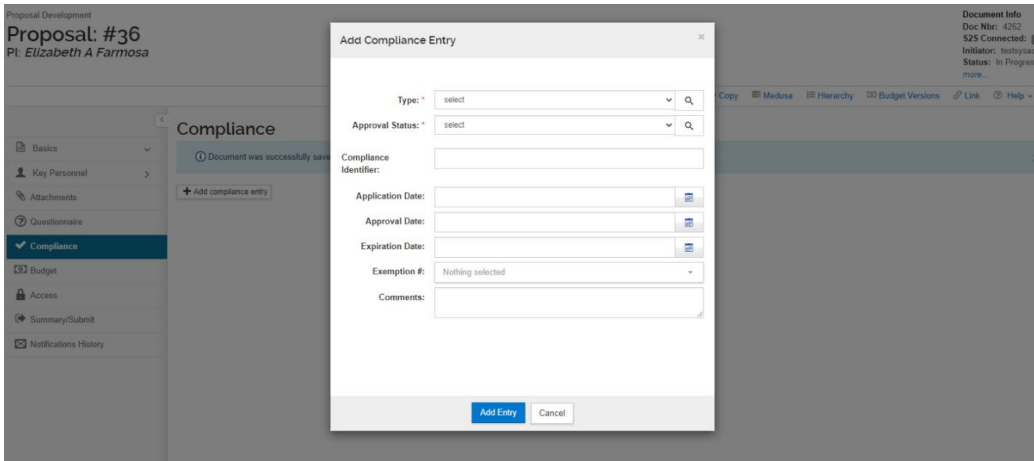 Proposal Development
Proposal: #36
PI: Elizabeth A Farmosa
Document Info
Doc Nbr: 4262
S2S Connected:
Initiator: testsysad
Status: In Progres
more...
Copy Medusa Hierarchy Budget Versions Link Help
Compliance
Document was successfully save
+ Add compliance entry
Basics
Key Personnel
Attachments
Questionnaire
Compliance
Budget
Access
Summary/Submit
Notifications History
Add Compliance Entry
×
Type: * select
Approval Status: * select
Compliance
Identifier:
Application Date:
Approval Date:
Expiration Date:
Exemption #: Nothing selected
Comments:
Add Entry Cancel